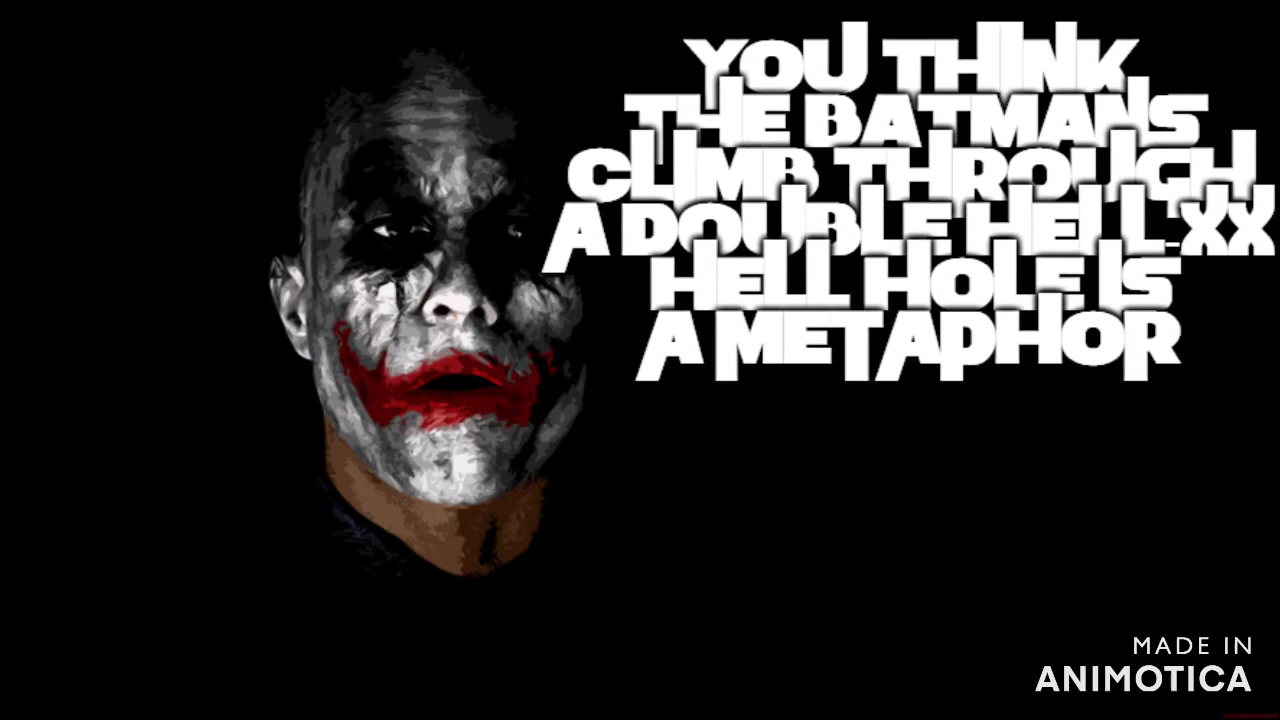 YOU THINK
THE BATMANS
CLIMB THROUGH
A DOUBLE HELL-XX
HELL HOLE IS
A METAPHOR
MADE IN
ANIMOTICA